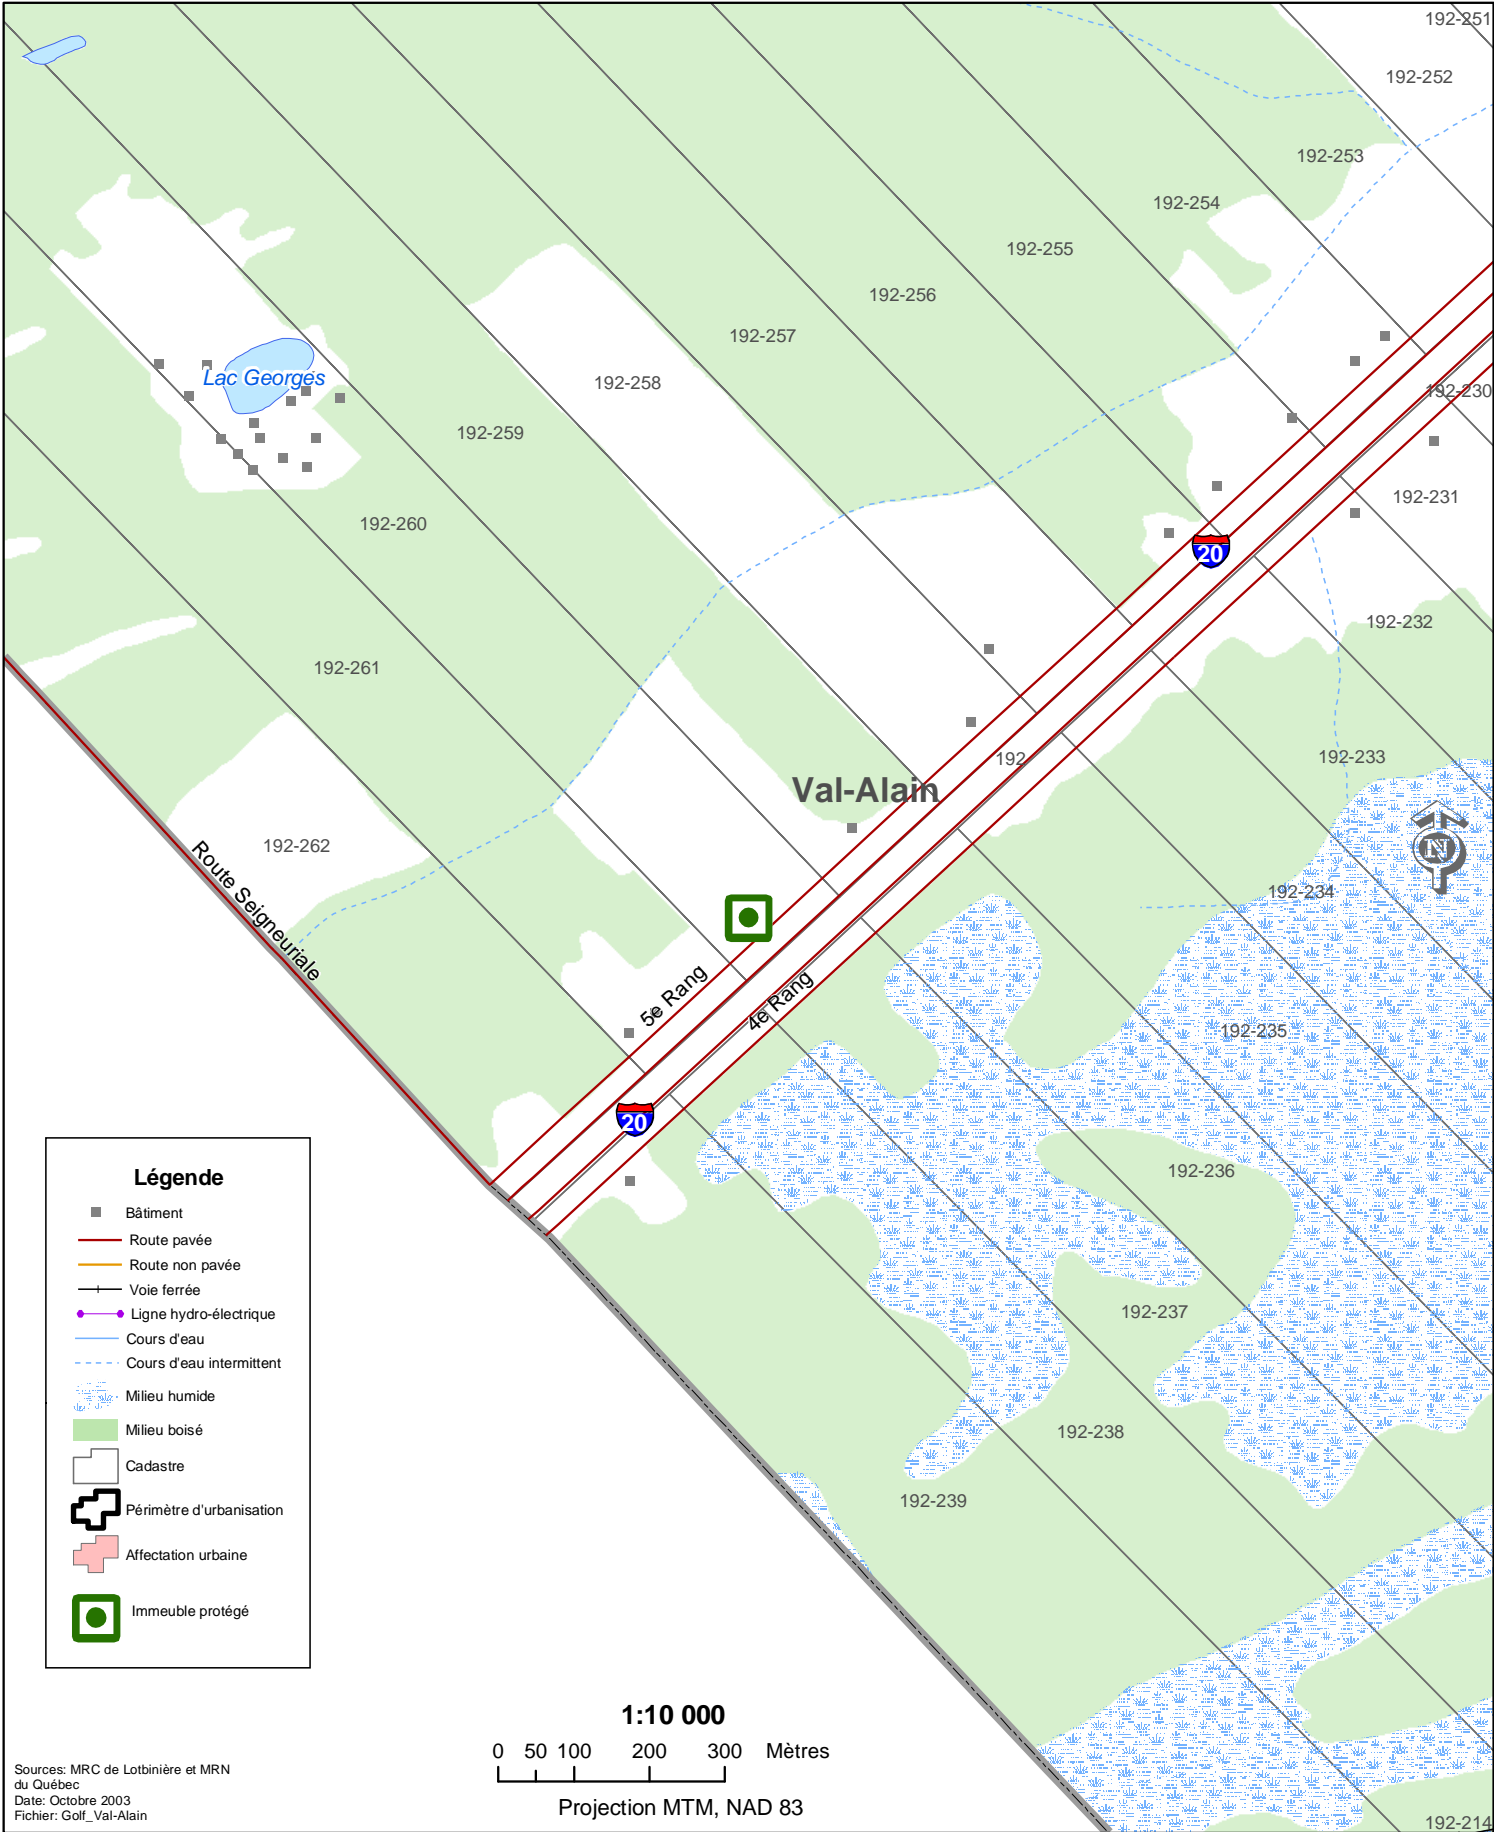 192-251
192-252
192-253
192-254
192-255
192-256
192-257
192-258
192-259
192-260
192-261
192-262
Lac Georges
192-230
192-231
192-232
192-233
192-234
192-235
192-236
192-237
192-238
192-239
192-214
192
20
20
Val-Alain
N
Route Seigneuriale
5e Rang
4e Rang
Légende
Bâtiment
Route pavée
Route non pavée
Voie ferrée
Ligne hydro-électrique
Cours d'eau
Cours d'eau intermittent
Milieu humide
Milieu boisé
Cadastre
Périmètre d'urbanisation
Affectation urbaine
Immeuble protégé
1:10 000
0 50 100 200 300 Mètres
Projection MTM, NAD 83
Sources: MRC de Lotbinière et MRN
du Québec
Date: Octobre 2003
Fichier: Golf_Val-Alain